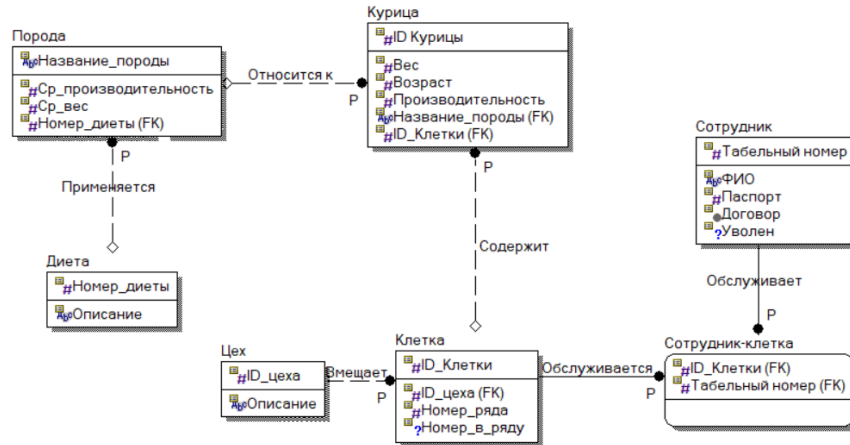 Порода
Название_породы
#Ср_производительность
#Ср_вес
#Номер_диеты (FK)
Относится к
P
Курица
#ID Курицы
#Вес
#Возраст
#Производительность
Название_породы (FK)
#ID_Клетки (FK)
P
Применяется
P
Содержит
Диета
#Номер_диеты
Описание
Сотрудник
#Табельный номер
ФИО
#Паспорт
Договор
?Уволен
Обслуживает
P
Цех
#ID_цеха
Описание
Вмещает
P
Клетка
#ID_Клетки
#ID_цеха (FK)
#Номер_ряда
?Номер_в_ряду
Обслуживается
P
Сотрудник-клетка
#ID_Клетки (FK)
#Табельный номер (FK)